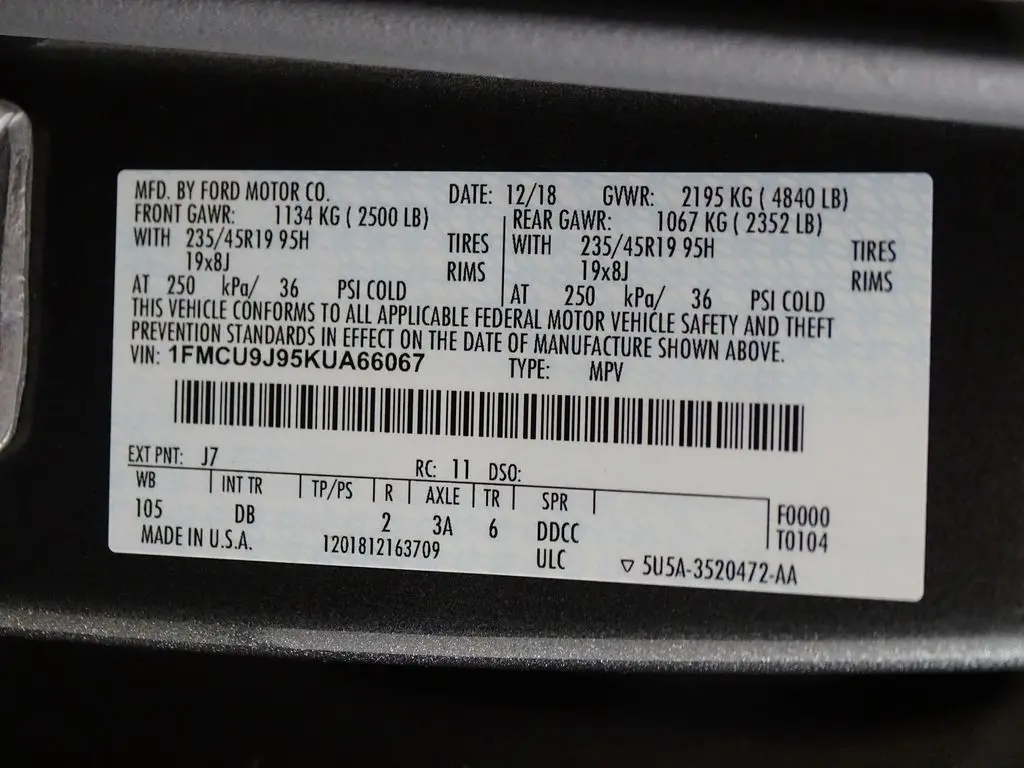 MFD. BY FORD MOTOR CO. DATE: 12/18 GVWR: 2195 KG ( 4840 LB)
FRONT GAWR: 1134 KG ( 2500 LB) REAR GAWR: 1067 KG ( 2352 LB)
WITH 235/45R19 95H TIRES WITH 235/45R19 95H TIRES
19x8J RIMS 19x8J RIMS
AT 250 kPa/ 36 PSI COLD AT 250 kPa/ 36 PSI COLD
THIS VEHICLE CONFORMS TO ALL APPLICABLE FEDERAL MOTOR VEHICLE SAFETY AND THEFT
PREVENTION STANDARDS IN EFFECT ON THE DATE OF MANUFACTURE SHOWN ABOVE.
VIN: 1FMCU9J95KUA66067 TYPE: MPV
EXT PNT: J7 RC: 11 DSO:
WB INT TR TP/PS R AXLE TR SPR
105 DB 2 3A 6 DDCC F0000
T0104
MADE IN U.S.A. 1201812163709 ULC ▽ 5U5A-3520472-AA